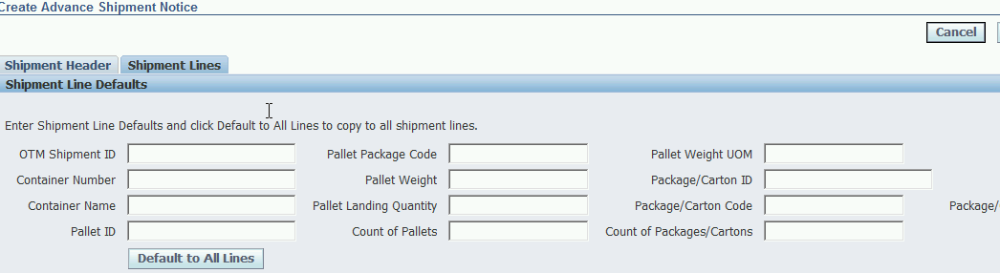 Create Advance Shipment Notice
Cancel
Shipment Header Shipment Lines
Shipment Line Defaults
Enter Shipment Line Defaults and click Default to All Lines to copy to all shipment lines.
OTM Shipment ID Pallet Package Code Pallet Weight UOM
Container Number Pallet Weight Package/Carton ID
Container Name Pallet Landing Quantity Package/Carton Code Package/
Pallet ID Count of Pallets Count of Packages/Cartons
Default to All Lines